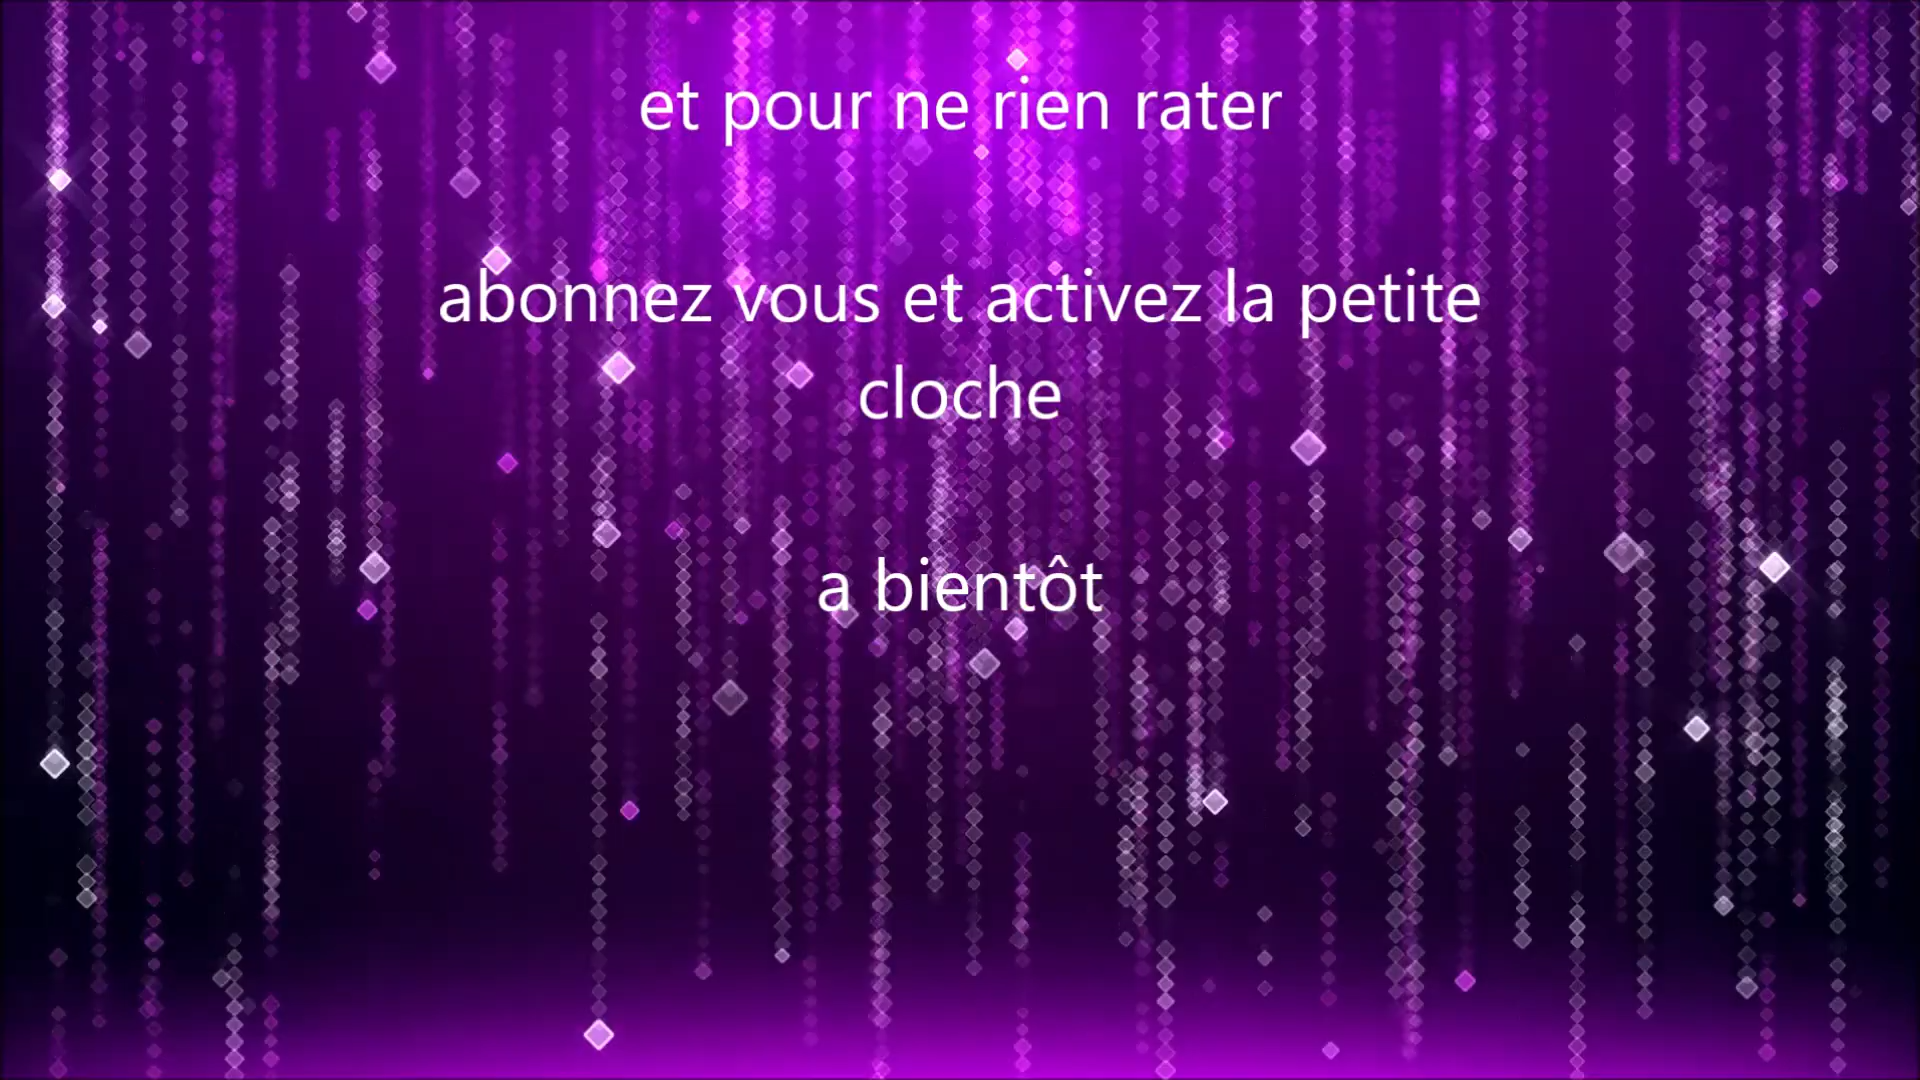 et pour ne rien rater
abonnez vous et activez la petite
cloche
a bientôt